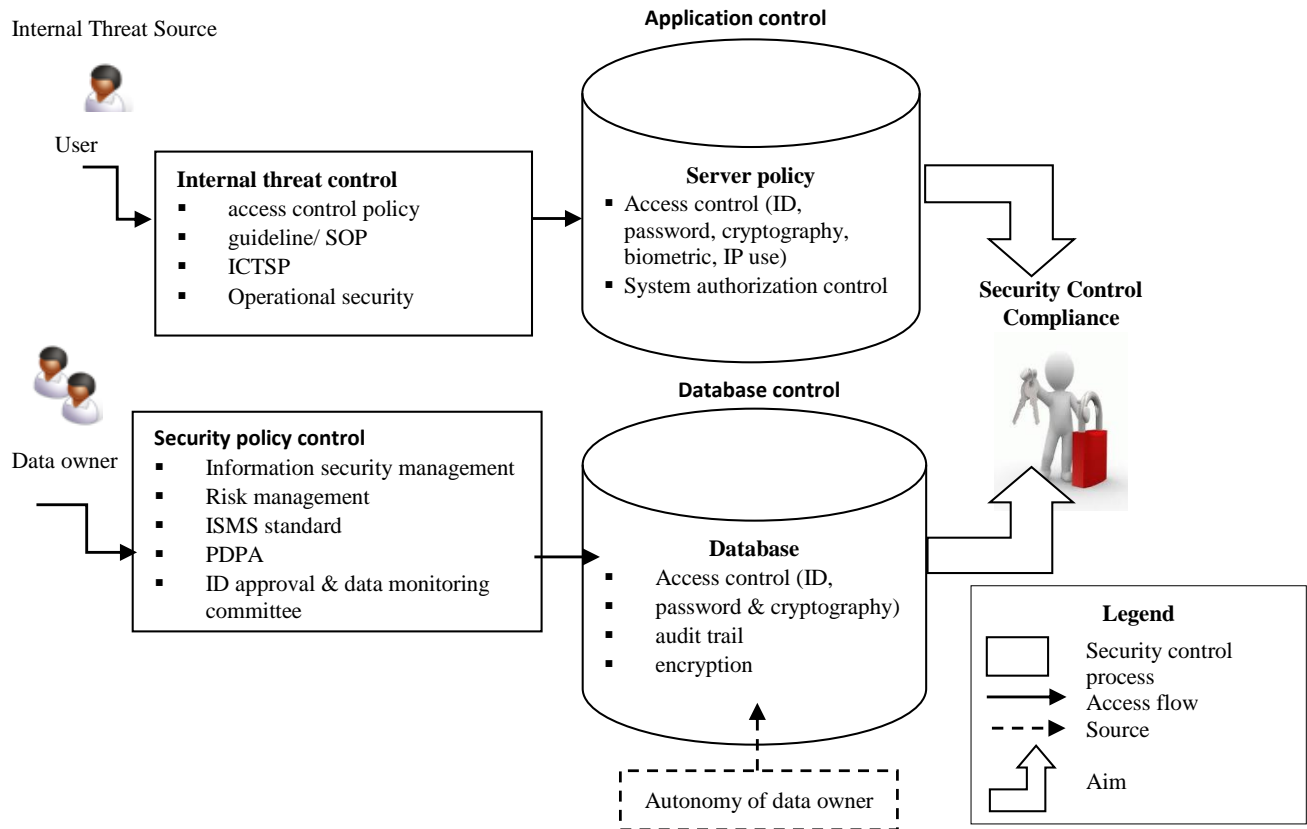 Internal Threat Source
User
Internal threat control
▪ access control policy
▪ guideline/ SOP
▪ ICTSP
▪ Operational security
Application control
Server policy
▪ Access control (ID,
password, cryptography,
biometric, IP use)
▪ System authorization control
Security Control
Compliance
Data owner
Security policy control
▪ Information security management
▪ Risk management
▪ ISMS standard
▪ PDPA
▪ ID approval & data monitoring
committee
Database control
Database
▪ Access control (ID,
▪ password & cryptography)
▪ audit trail
▪ encryption
Autonomy of data owner
Legend
Security control
process
Access flow
Source
Aim